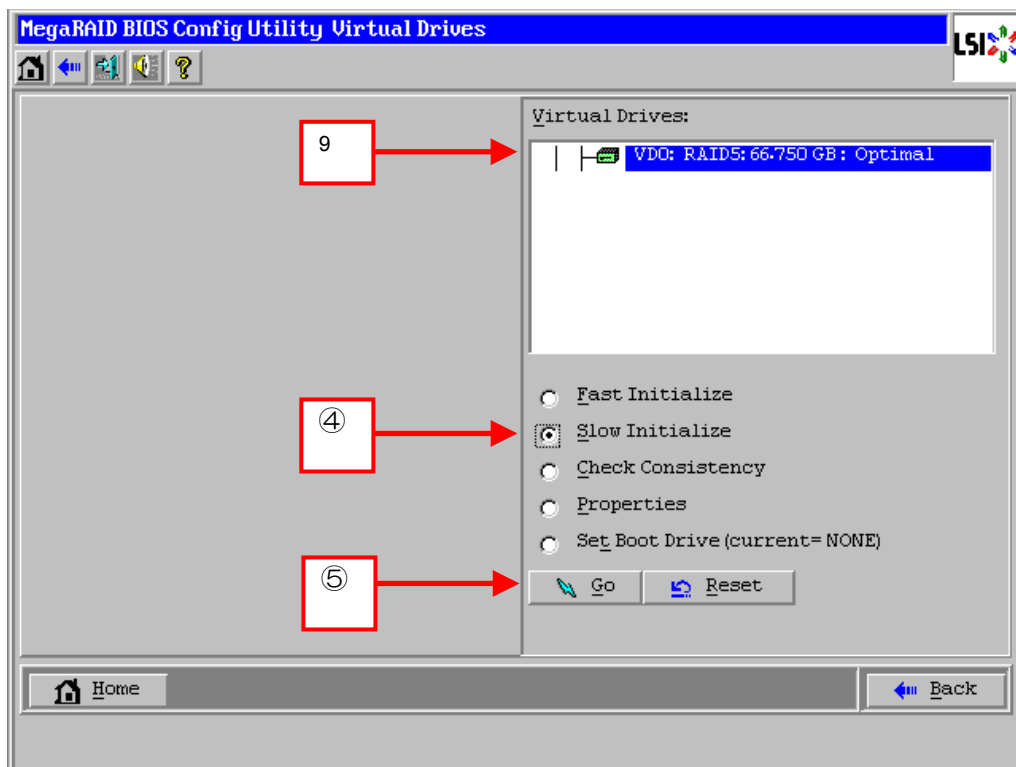 MegaRAID BIOS Config Utility Virtual Drives
LSI
Virtual Drives:
9
VD0: RAID5: 66.750 GB: Optimal
Fast Initialize
④
Slow Initialize
Check Consistency
Properties
Set Boot Drive (current= NONE)
⑤
Go
Reset
Home
Back